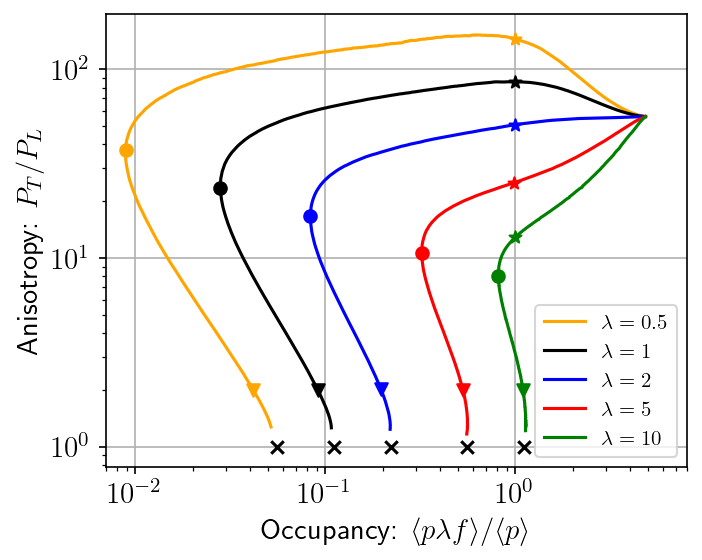 Anisotropy: P_T/P_L
10^2
10^1
10^0
10^{-2}
10^{-1}
10^0
Occupancy: ⟨pλf⟩/⟨p⟩
λ = 0.5
λ = 1
λ = 2
λ = 5
λ = 10